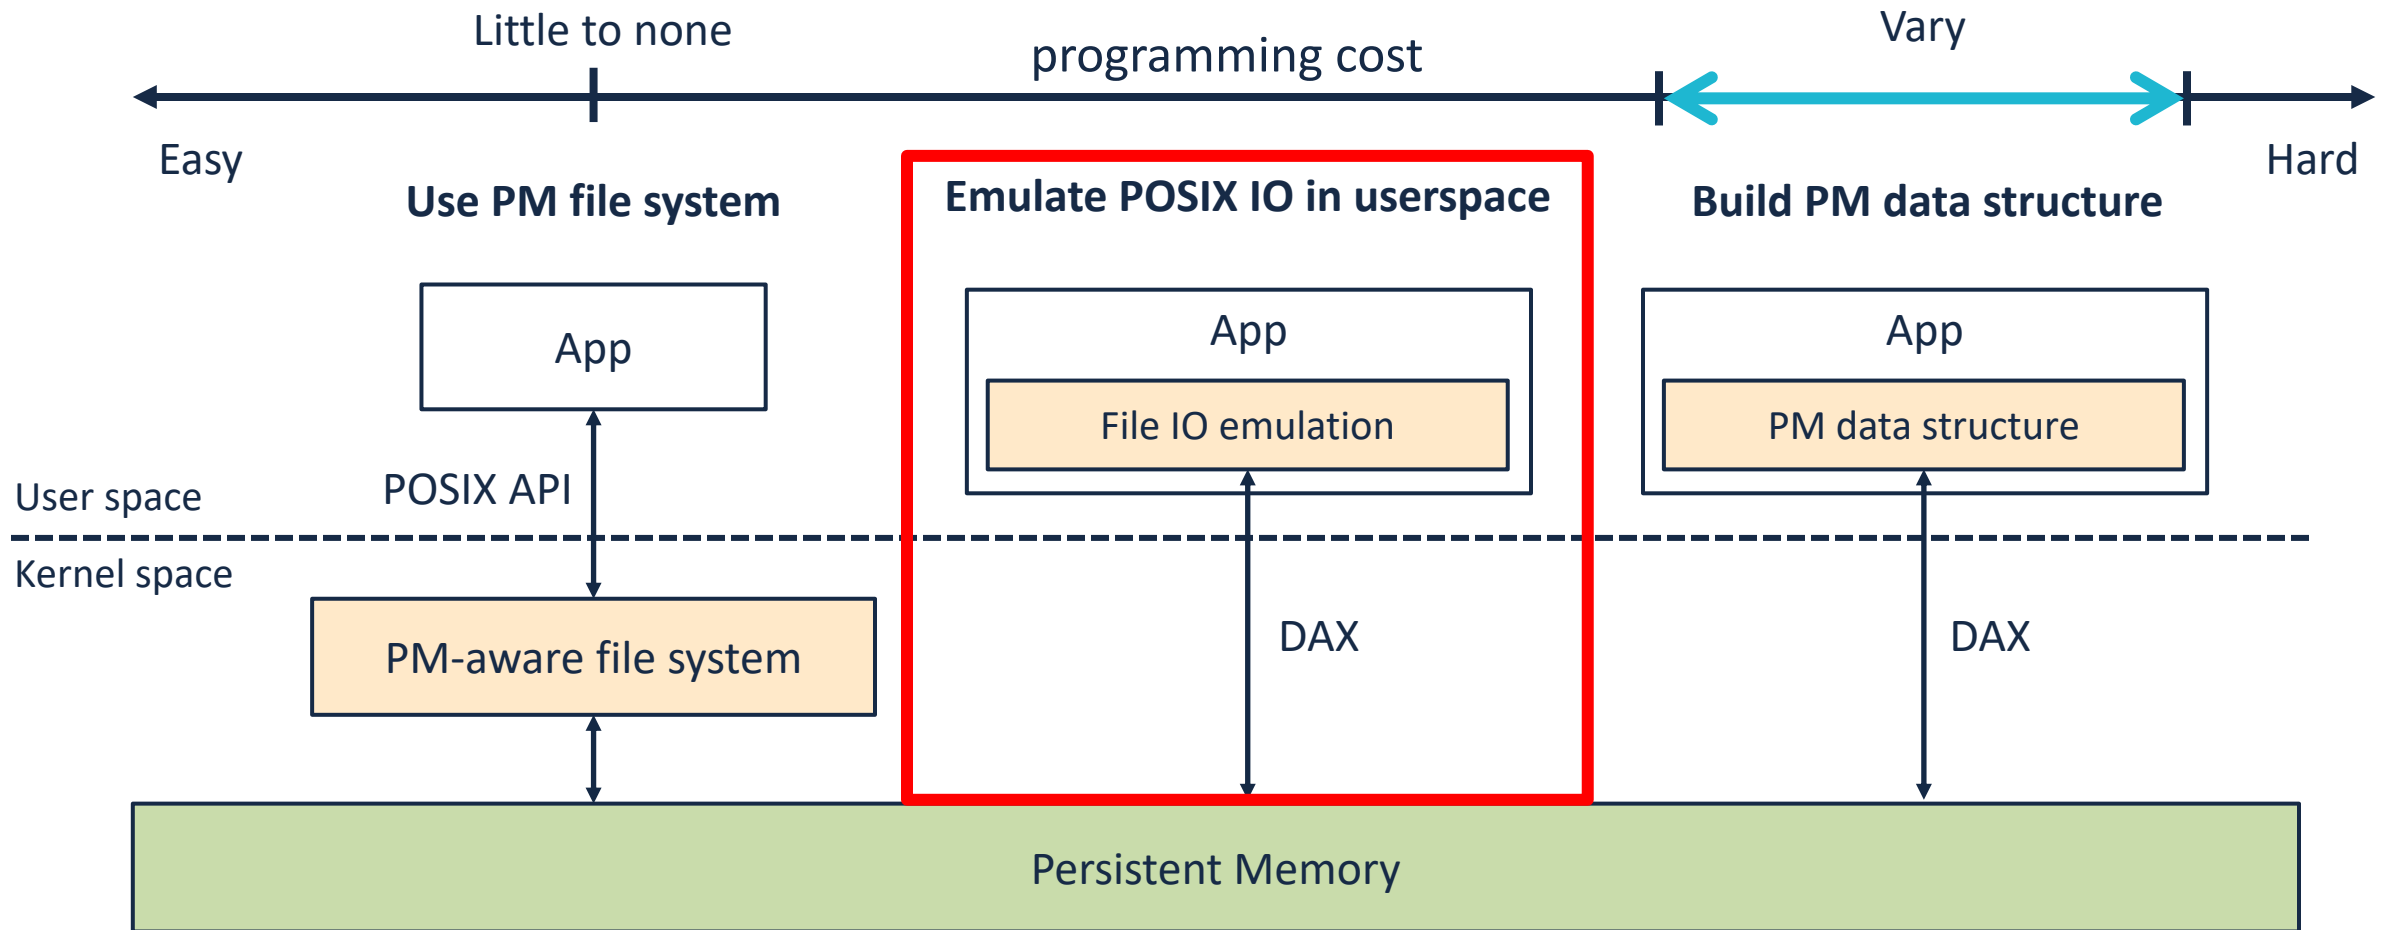 Little to none
programming cost
Vary
Easy
Hard
Use PM file system
Emulate POSIX IO in userspace
Build PM data structure
App
App
App
File IO emulation
PM data structure
User space
POSIX API
Kernel space
PM-aware file system
DAX
DAX
Persistent Memory